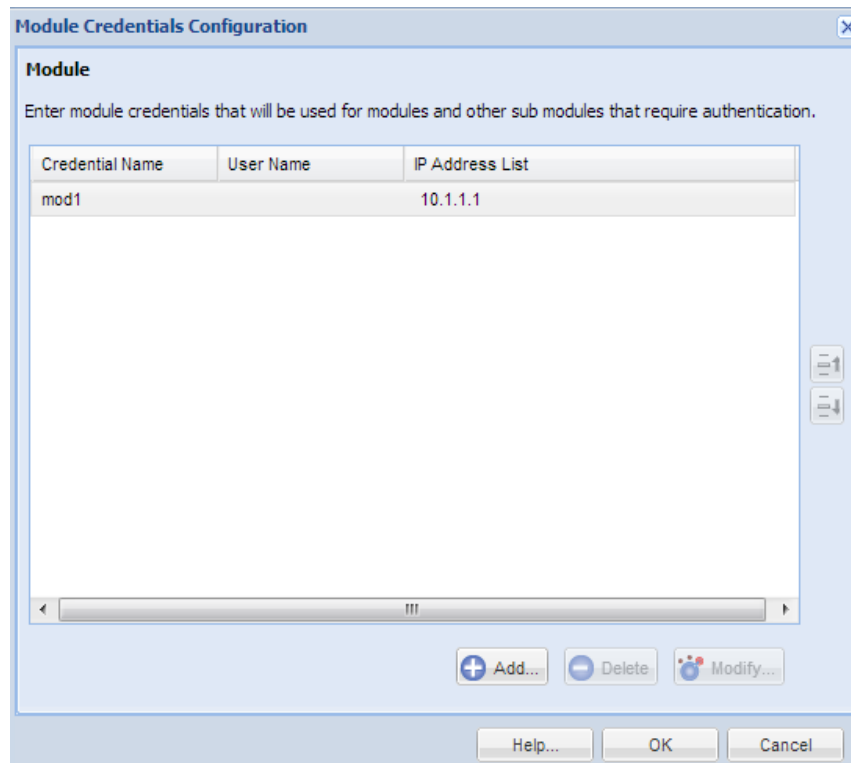 Module Credentials Configuration
Module
Enter module credentials that will be used for modules and other sub modules that require authentication.
Credential Name User Name IP Address List
mod1 10.1.1.1
Add... Delete Modify...
Help... OK Cancel